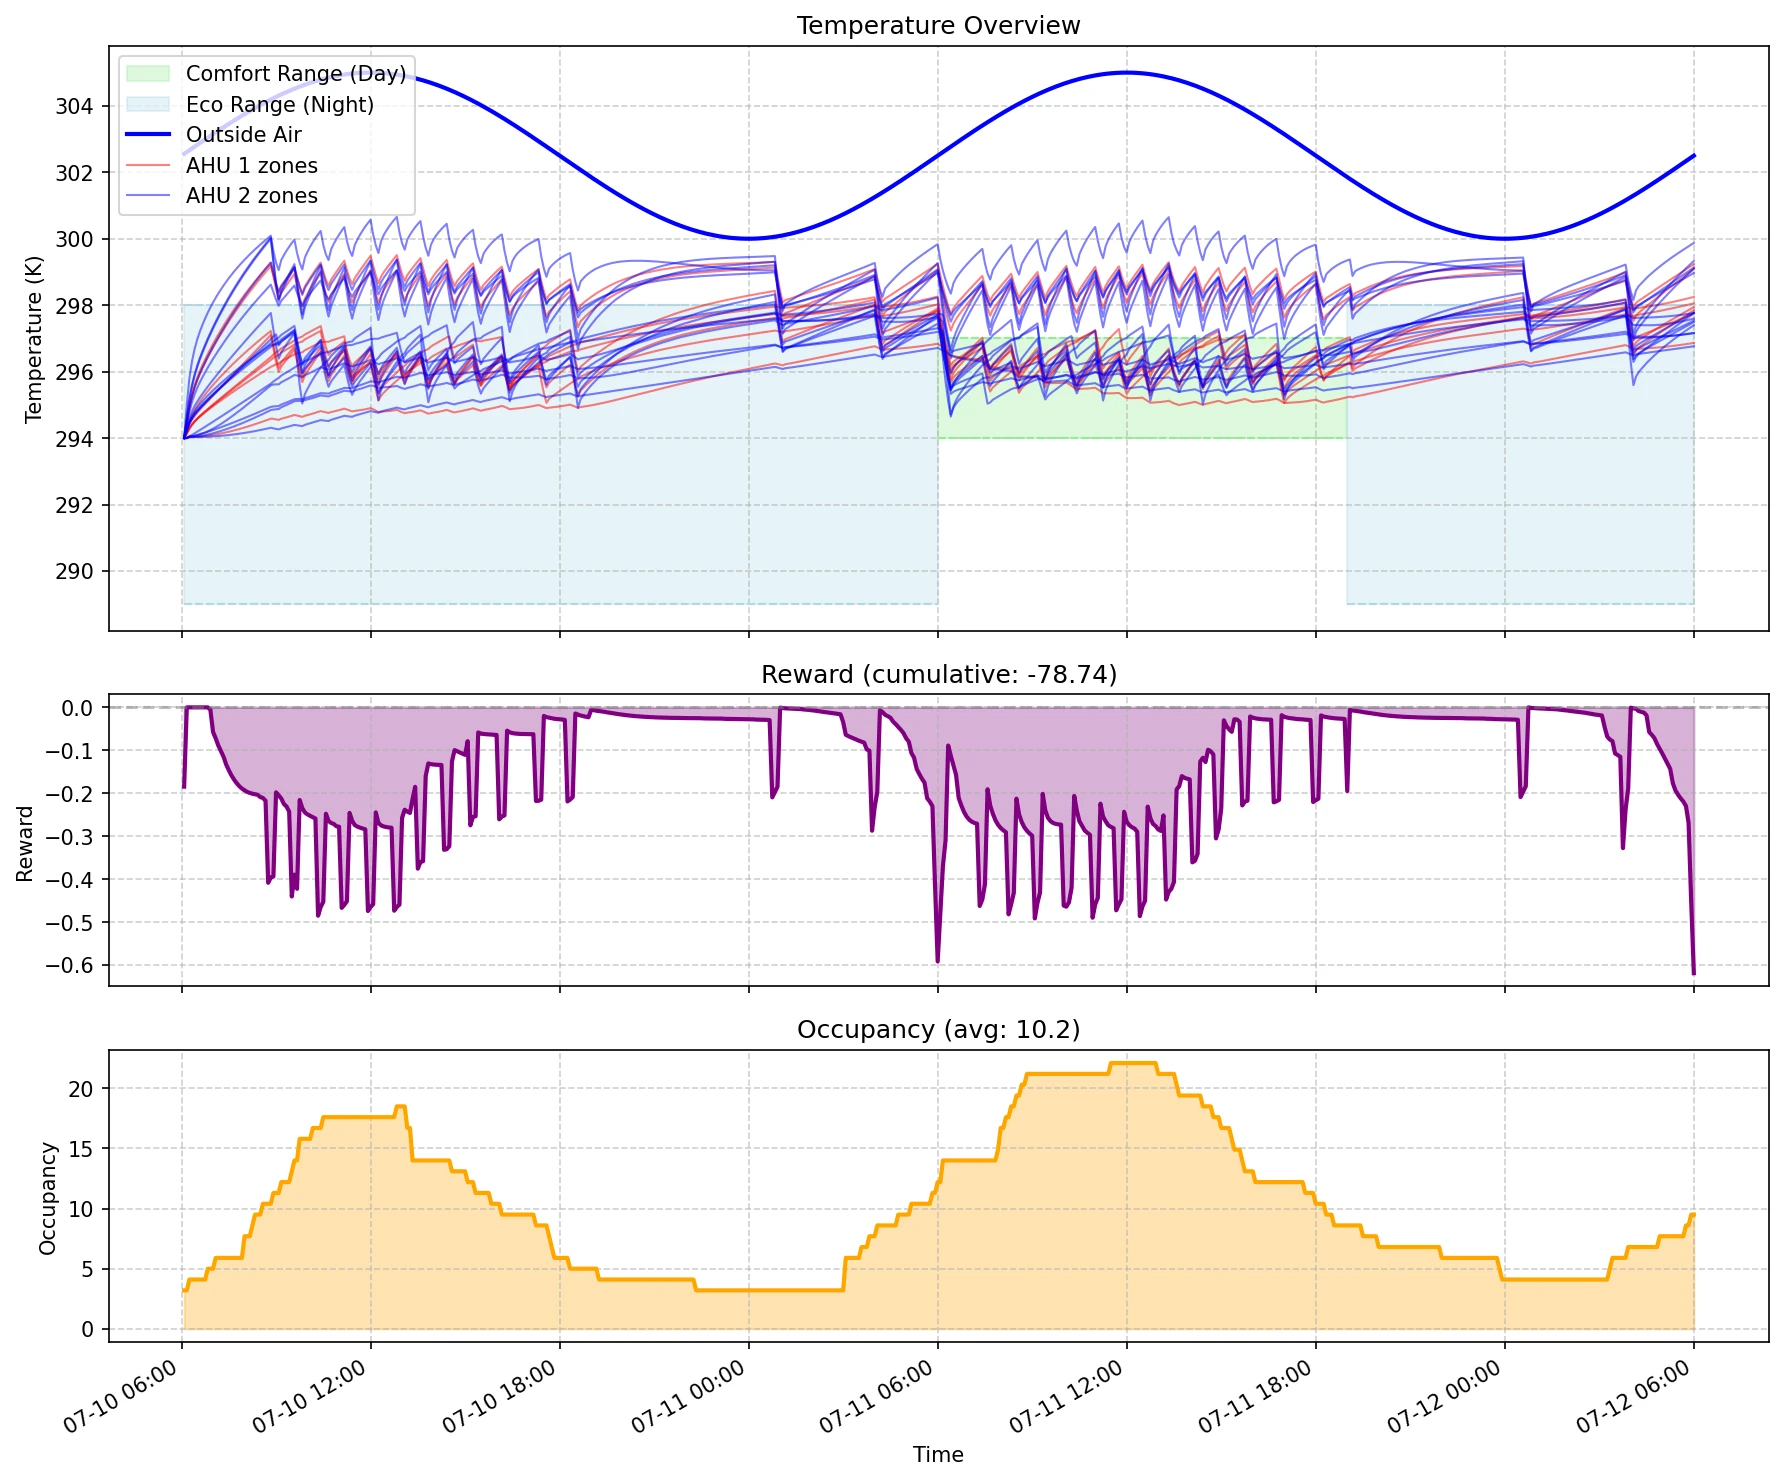 Temperature Overview
Comfort Range (Day)
Eco Range (Night)
Outside Air
AHU 1 zones
AHU 2 zones
Temperature (K)
304
302
300
298
296
294
292
290
Reward (cumulative: -78.74)
Reward
0.0
−0.1
−0.2
−0.3
−0.4
−0.5
−0.6
Occupancy (avg: 10.2)
Occupancy
20
15
10
5
0
07-10 06:00
07-10 12:00
07-10 18:00
07-11 00:00
07-11 06:00
07-11 12:00
07-11 18:00
07-12 00:00
07-12 06:00
Time